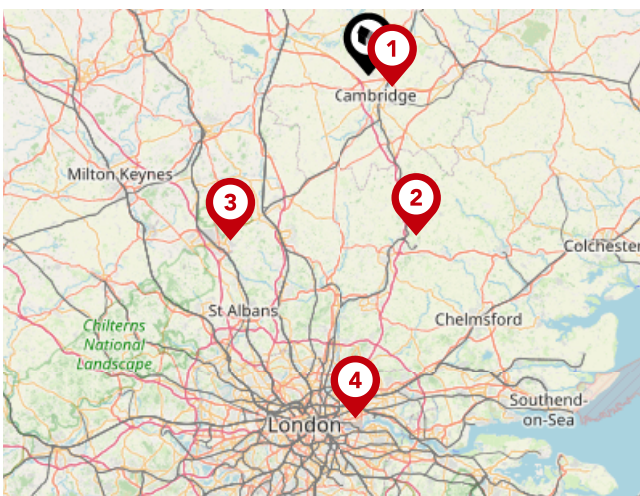 1
Cambridge
Milton Keynes
3
2
Colchester
St Albans
Chelmsford
Chilterns
National
Landscape
4
Southend-
on-Sea
London